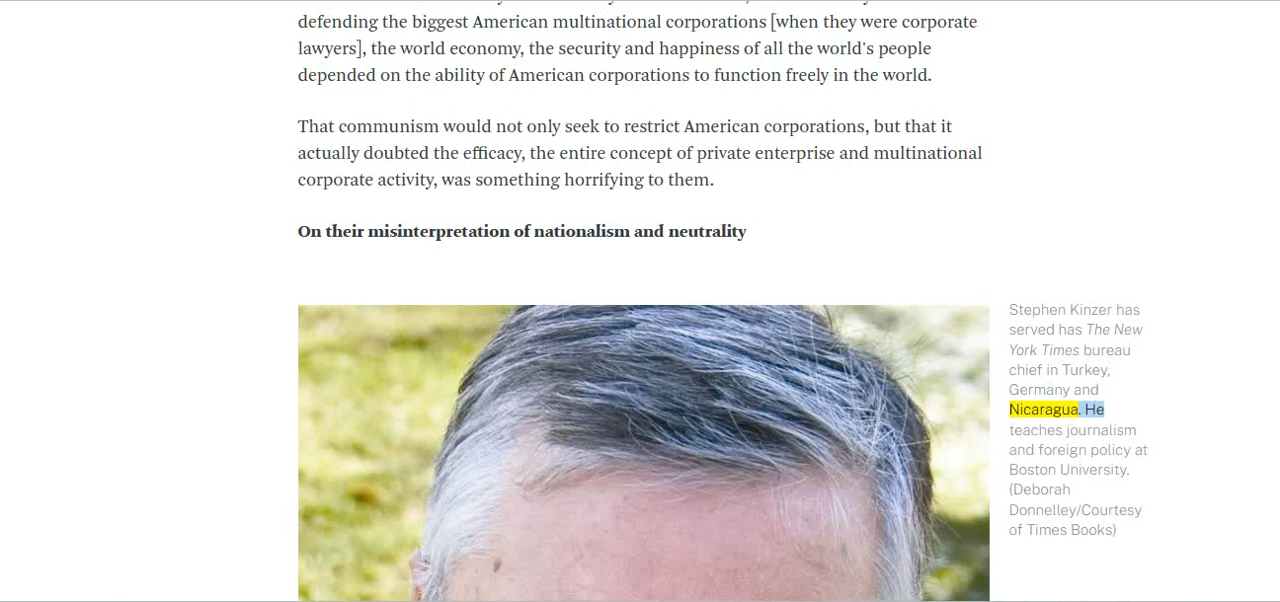 defending the biggest American multinational corporations [when they were corporate
lawyers], the world economy, the security and happiness of all the world's people
depended on the ability of American corporations to function freely in the world.
That communism would not only seek to restrict American corporations, but that it
actually doubted the efficacy, the entire concept of private enterprise and multinational
corporate activity, was something horrifying to them.
On their misinterpretation of nationalism and neutrality
Stephen Kinzer has
served has The New
York Times bureau
chief in Turkey,
Germany and
Nicaragua. He
teaches journalism
and foreign policy at
Boston University.
(Deborah
Donnelley/Courtesy
of Times Books)